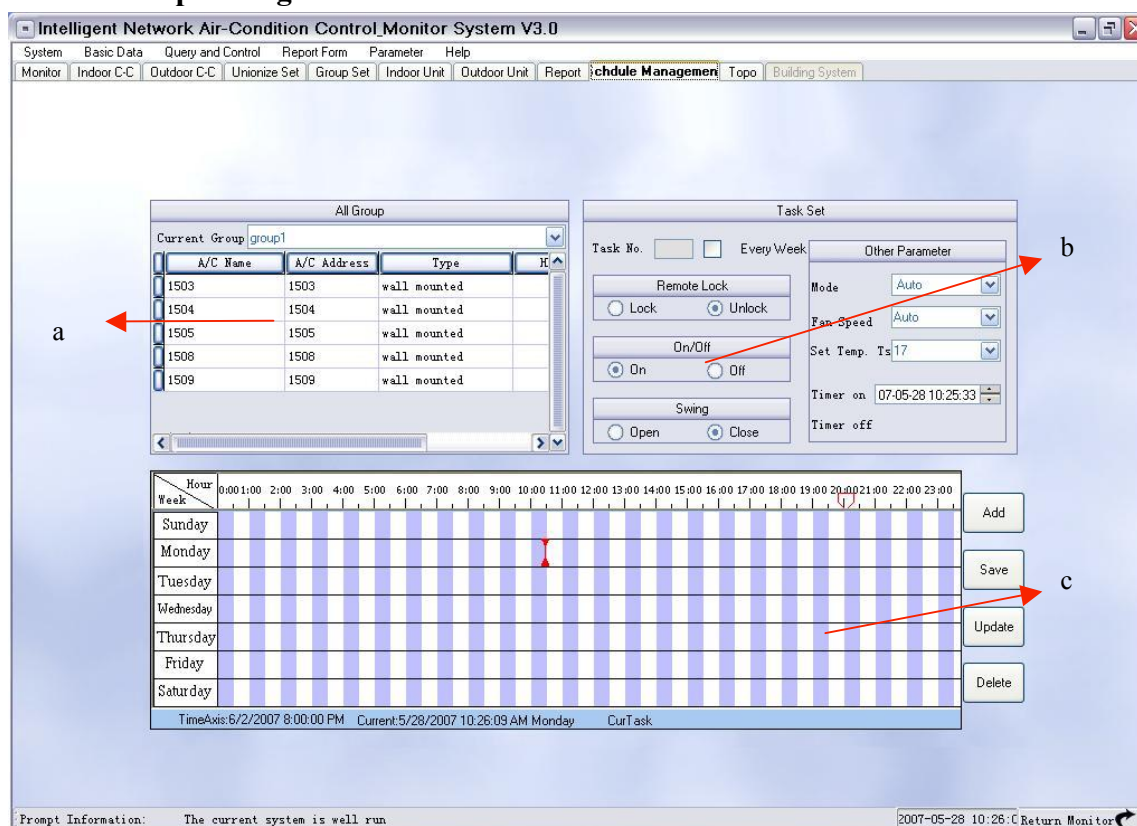 Intelligent Network Air-Condition Control_Monitor System V3.0
System Basic Data Query and Control Report Form Parameter Help
Monitor Indoor C-C Outdoor C-C Unionize Set Group Set Indoor Unit Outdoor Unit Report chdule Managemen Topo Building System
All Group
Current Group group1
A/C Name A/C Address Type H
1503 1503 wall mounted
1504 1504 wall mounted
1505 1505 wall mounted
1508 1508 wall mounted
1509 1509 wall mounted
a
Task Set
Task No. Every Week
Remote Lock
Lock Unlock
On/Off
On Off
Swing
Open Close
Other Parameter
Mode Auto
Fan Speed Auto
Set Temp. Ts 17
Timer on 07-05-28 10:25:33
Timer off
b
Hour
Week
0:00 1:00 2:00 3:00 4:00 5:00 6:00 7:00 8:00 9:00 10:00 11:00 12:00 13:00 14:00 15:00 16:00 17:00 18:00 19:00 20:00 21:00 22:00 23:00
Sunday
Monday
Tuesday
Wednesday
Thursday
Friday
Saturday
TimeAxis:6/2/2007 8:00:00 PM Current:5/28/2007 10:26:09 AM Monday CurTask
Add
Save
Update
Delete
c
Prompt Information: The current system is well run 2007-05-28 10:26:0 Return Monitor